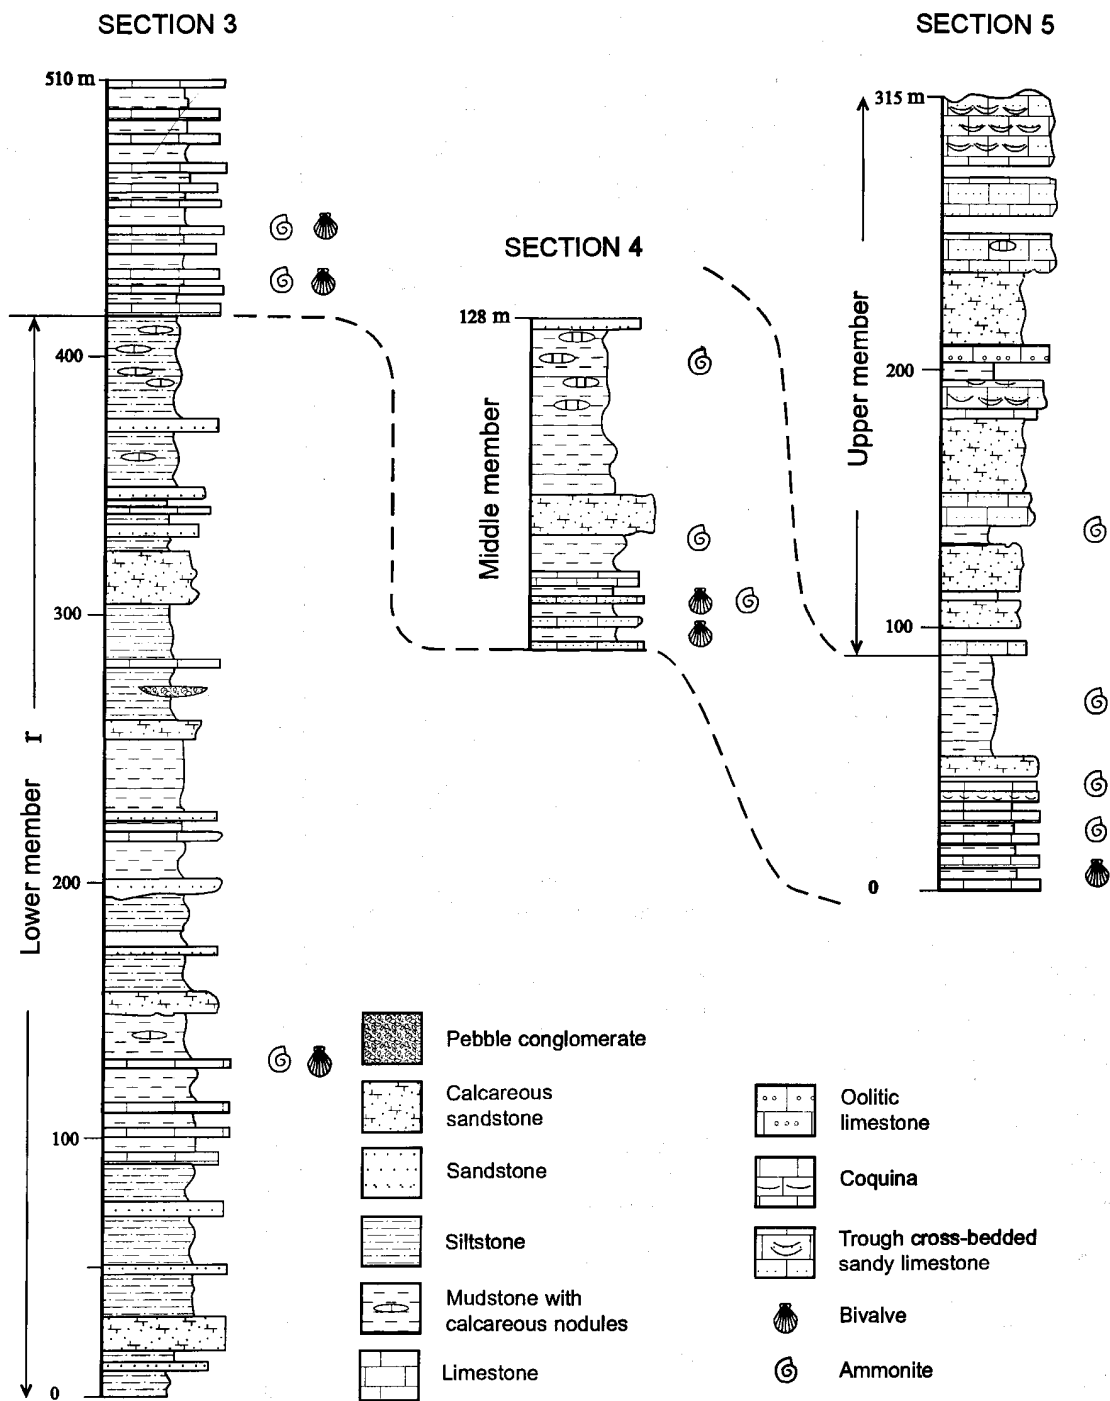 SECTION 3
SECTION 5
510 m
315 m
SECTION 4
128 m
400
300
200
100
0
Lower member
r
Middle member
Upper member
200
100
0
Pebble conglomerate
Calcareous
sandstone
Sandstone
Siltstone
Mudstone with
calcareous nodules
Limestone
Oolitic
limestone
Coquina
Trough cross-bedded
sandy limestone
Bivalve
Ammonite